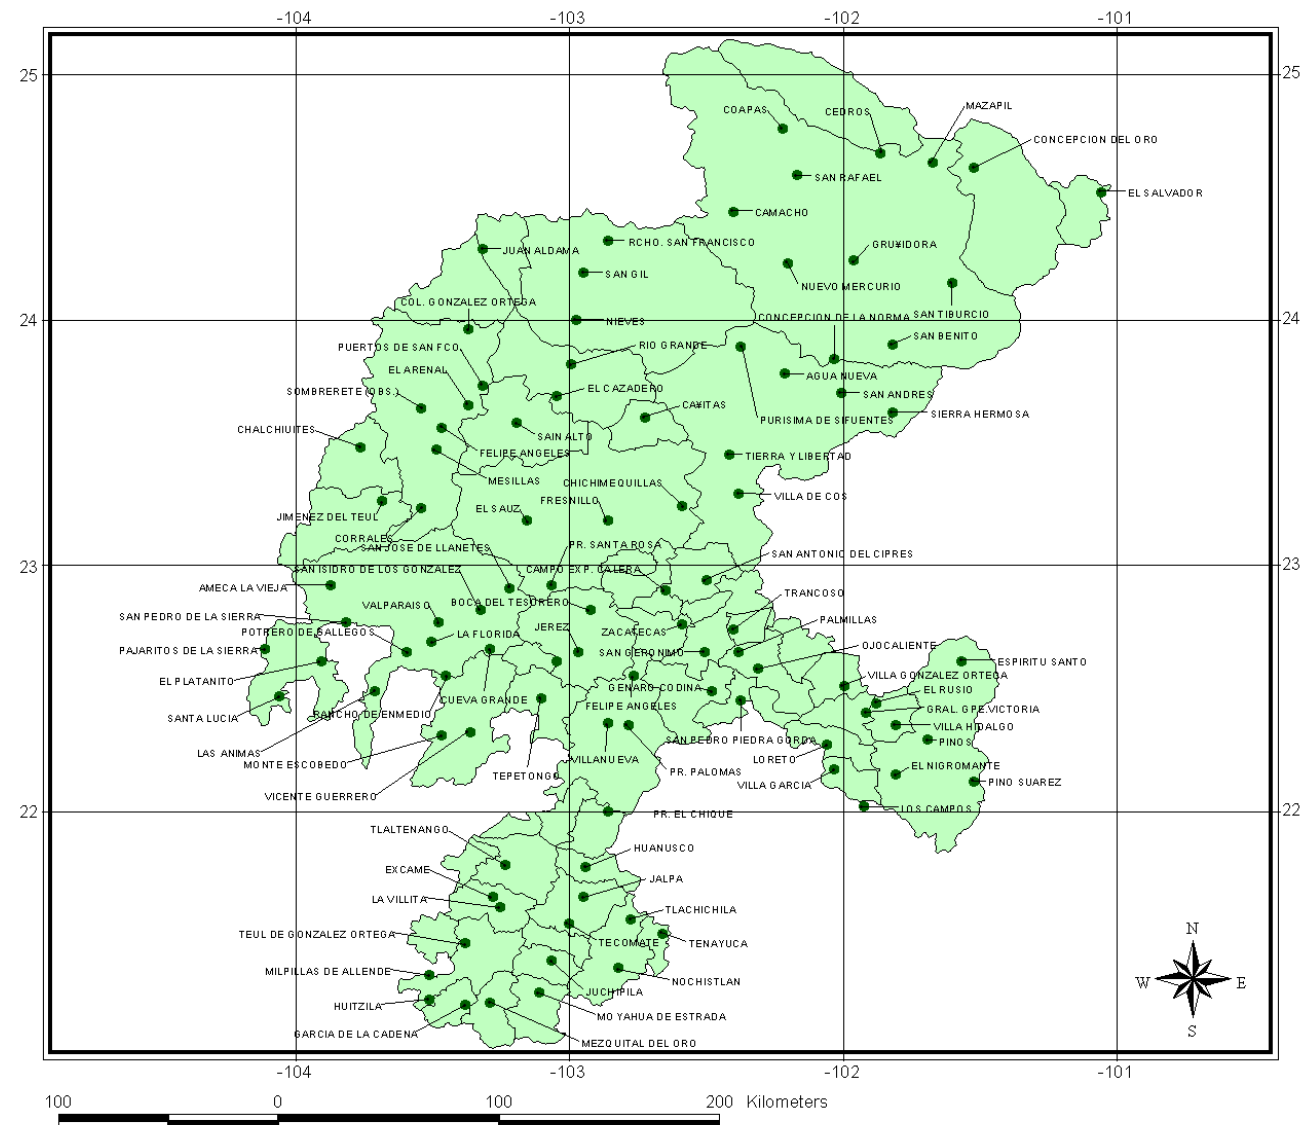 -104 -103 -102 -101
25 25
MAZAPIL
COAPAS
CEDROS
CONCEPCION DEL ORO
SAN RAFAEL
EL SALVADOR
CAMACHO
RCHO. SAN FRANCISCO
GRU¥IDORA
JUAN ALDAMA
SAN GIL
NUEVO MERCURIO
COL. GONZALEZ ORTEGA
SAN TIBURCIO
CONCEPCION DE LA NORMA
24 24
NIEVES
SAN BENITO
PUERTOS DE SAN FCO.
RIO GRANDE
EL ARENAL
AGUA NUEVA
SOMBRERETE (OBS.)
EL CAZADERO
SAN ANDRES
CA¥ITAS
SIERRA HERMOSA
PURISIMA DE SIFUENTES
CHALCHIUITES
SAIN ALTO
FELIPE ANGELES
TIERRA Y LIBERTAD
MESILLAS
CHICHIMEQUILLAS
VILLA DE COS
FRESNILLO
EL SAUZ
JIMENEZ DEL TEUL
CORRALES
SAN JOSE DE LLANETES
PR. SANTA ROSA
SAN ANTONIO DEL CIPRES
23 23
SAN ISIDRO DE LOS GONZALEZ
CAMPO EXP. CALERA
AMECA LA VIEJA
TRANCOSO
VALPARAISO
BOCA DEL TESORERO
SAN PEDRO DE LA SIERRA
PALMILLAS
POTRERO DE GALLEGOS
LA FLORIDA
JEREZ
ZACATECAS
OJOCALIENTE
PAJARITOS DE LA SIERRA
SAN GERONIMO
ESPIRITU SANTO
EL PLATANITO
VILLA GONZALEZ ORTEGA
CUEVA GRANDE
GENARO CODINA
EL RUSIO
SANTA LUCIA
RANCHO DE ENMEDIO
FELIPE ANGELES
GRAL. GPE.VICTORIA
VILLA HIDALGO
LAS ANIMAS
SAN PEDRO PIEDRA GORDA
PINOS
MONTE ESCOBEDO
VILLANUEVA
LORETO
EL NIGROMANTE
TEPETONGO
PR. PALOMAS
VILLA GARCIA
PINO SUAREZ
VICENTE GUERRERO
22 22
PR. EL CHIQUE
LOS CAMPOS
TLALTENANGO
HUANUSCO
EXCAME
JALPA
LA VILLITA
TLACHICHILA
TEUL DE GONZALEZ ORTEGA
TECOMATE
TENAYUCA
MILPILLAS DE ALLENDE
NOCHISTLAN
JUCHIPILA
HUITZILA
MO YAHUA DE ESTRADA
GARCIA DE LA CADENA
MEZQUITAL DEL ORO
N
W E
S
-104 -103 -102 -101
100 0 100 200 Kilometers